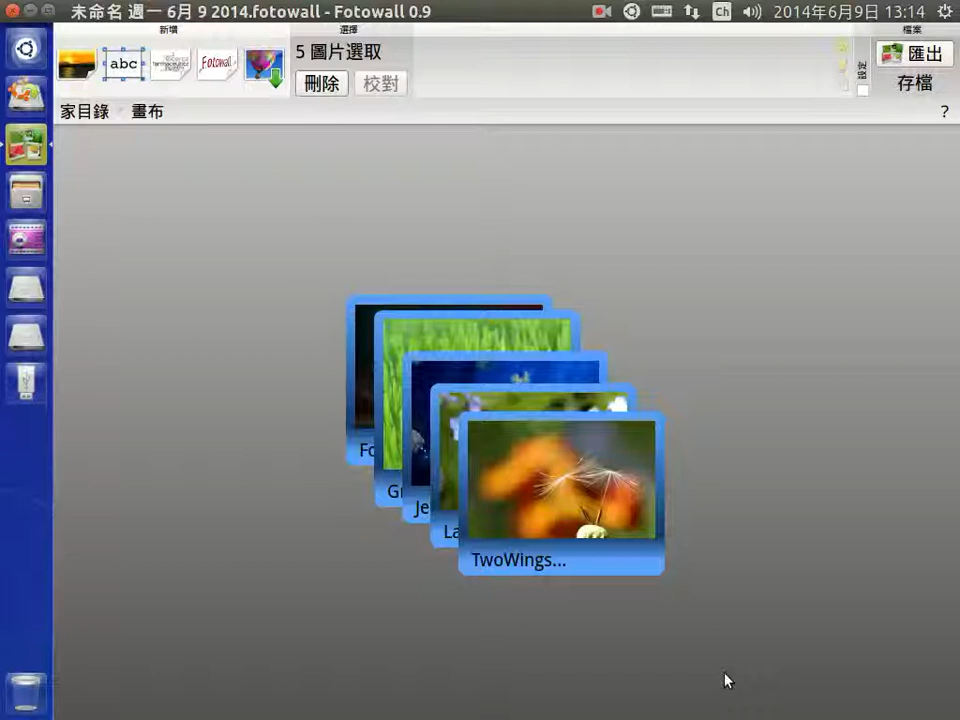 未命名 週一 6月 9 2014.fotowall - Fotowall 0.9
Ch
2014年6月9日 13:14
新增
選擇
檔案
abc
Fotowall
5 圖片選取
刪除
校對
設定
匯出
存檔
家目錄
畫布
?
Fo
Gr
Je
La
TwoWings...